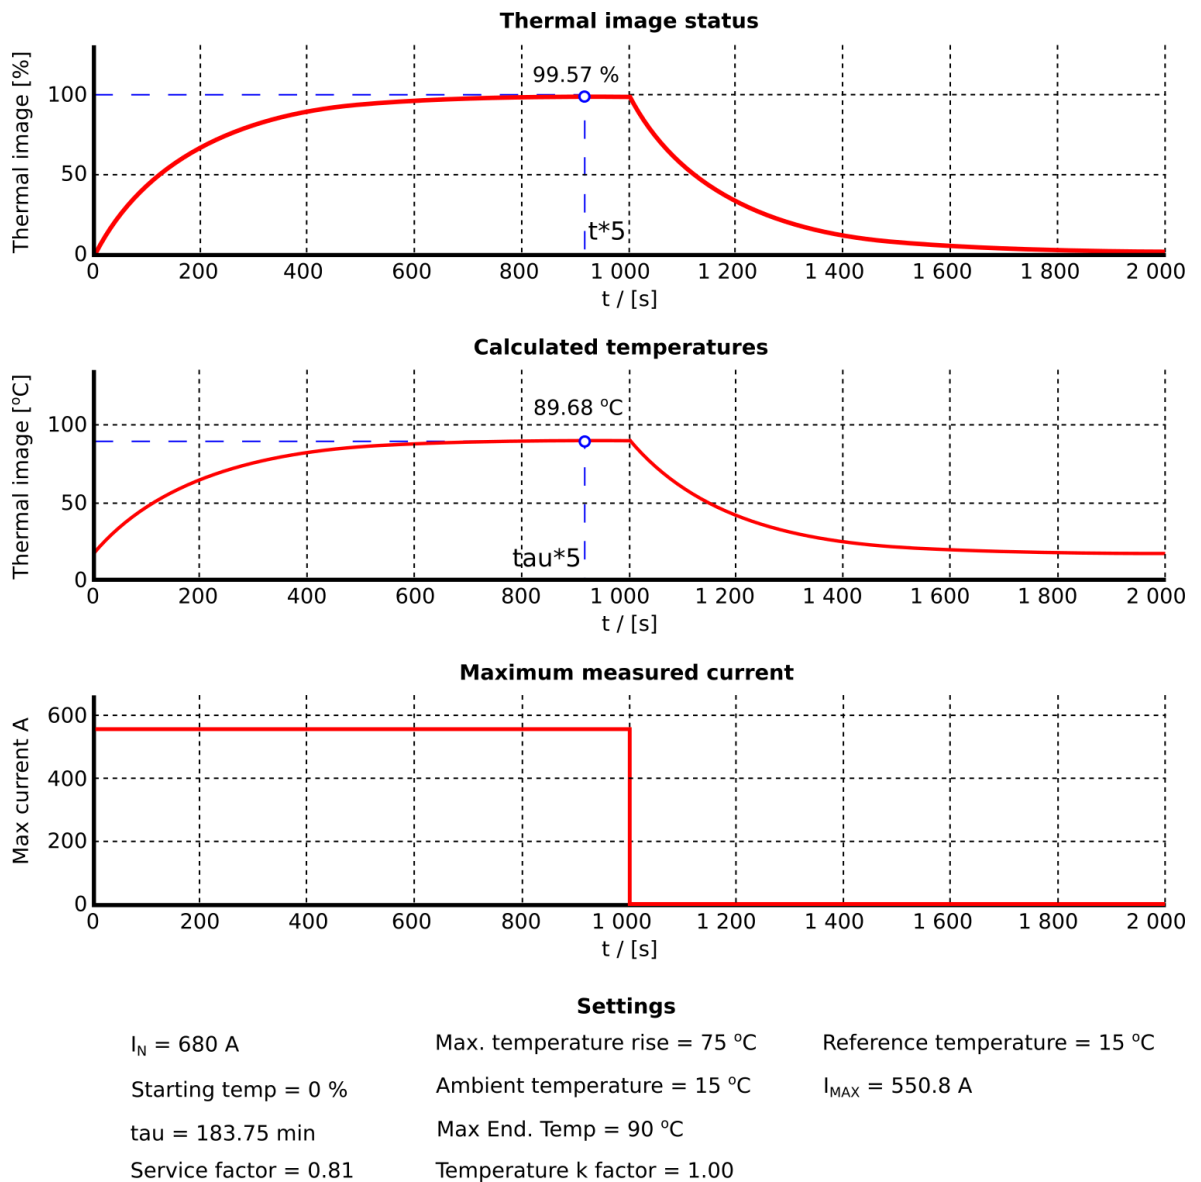 Thermal image status
Thermal image [%]
99.57 %
100
50
0
t*5
0 200 400 600 800 1 000 1 200 1 400 1 600 1 800 2 000
t / [s]
Calculated temperatures
Thermal image [ºC]
89.68 ºC
100
50
0
tau*5
0 200 400 600 800 1 000 1 200 1 400 1 600 1 800 2 000
t / [s]
Maximum measured current
Max current A
600
400
200
0
0 200 400 600 800 1 000 1 200 1 400 1 600 1 800 2 000
t / [s]
Settings
I_N = 680 A
Max. temperature rise = 75 ºC
Reference temperature = 15 ºC
Starting temp = 0 %
Ambient temperature = 15 ºC
I_MAX = 550.8 A
tau = 183.75 min
Max End. Temp = 90 ºC
Service factor = 0.81
Temperature k factor = 1.00